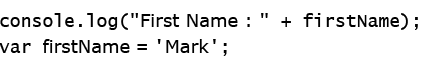 console.log("First Name : " + firstName);
var firstName = 'Mark';